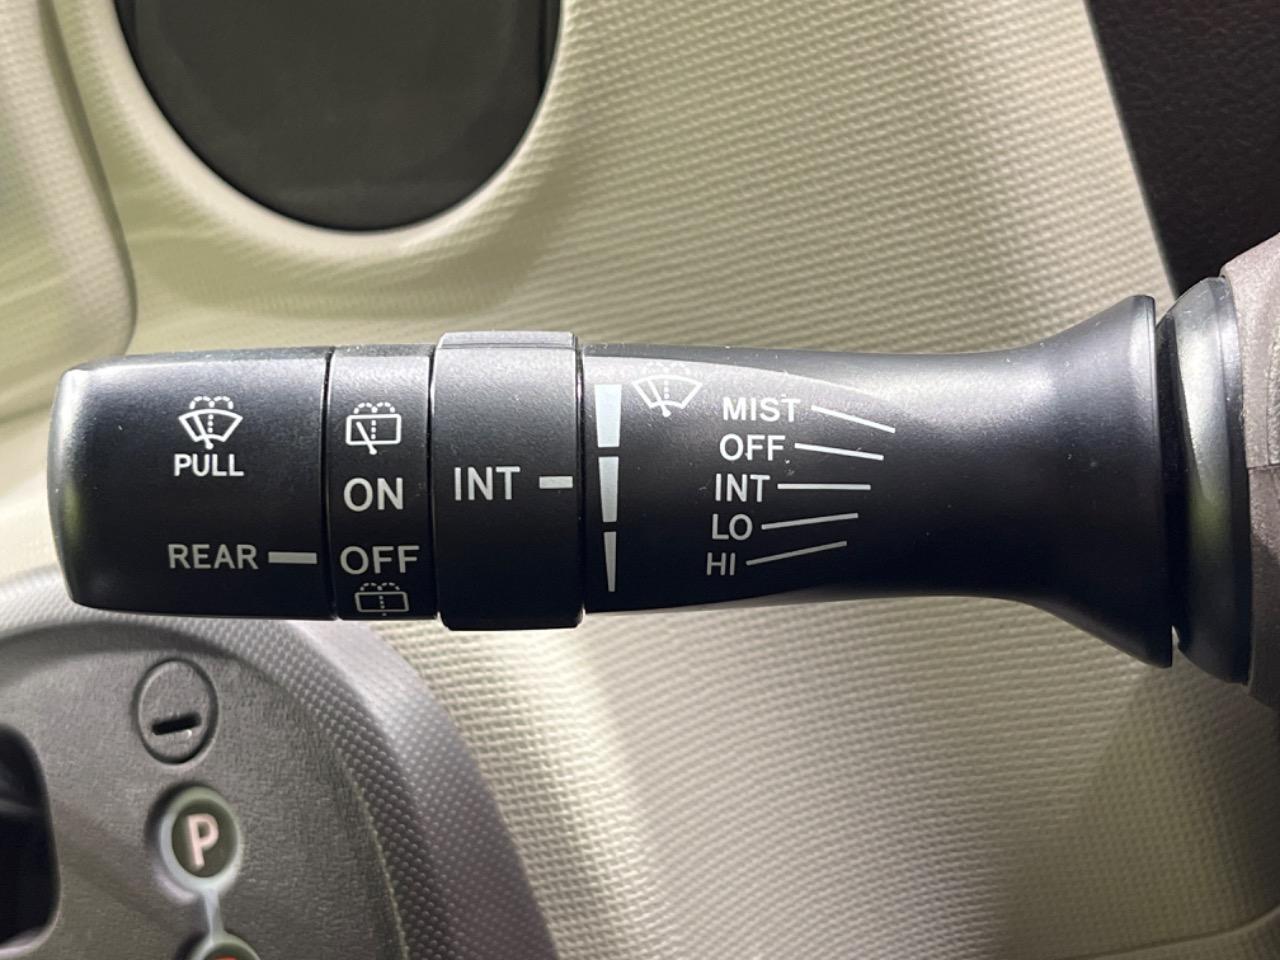 PULL
REAR
ON
OFF
INT
MIST
OFF
INT
LO
HI
P